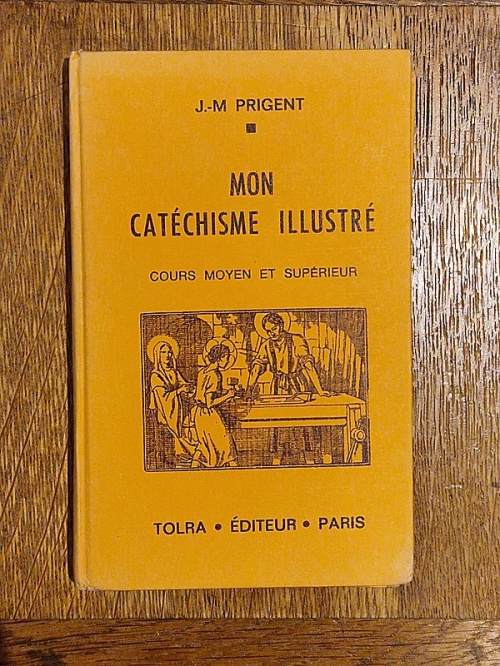 J.-M PRIGENT
MON
CATÉCHISME ILLUSTRÉ
COURS MOYEN ET SUPÉRIEUR
TOLRA • ÉDITEUR • PARIS